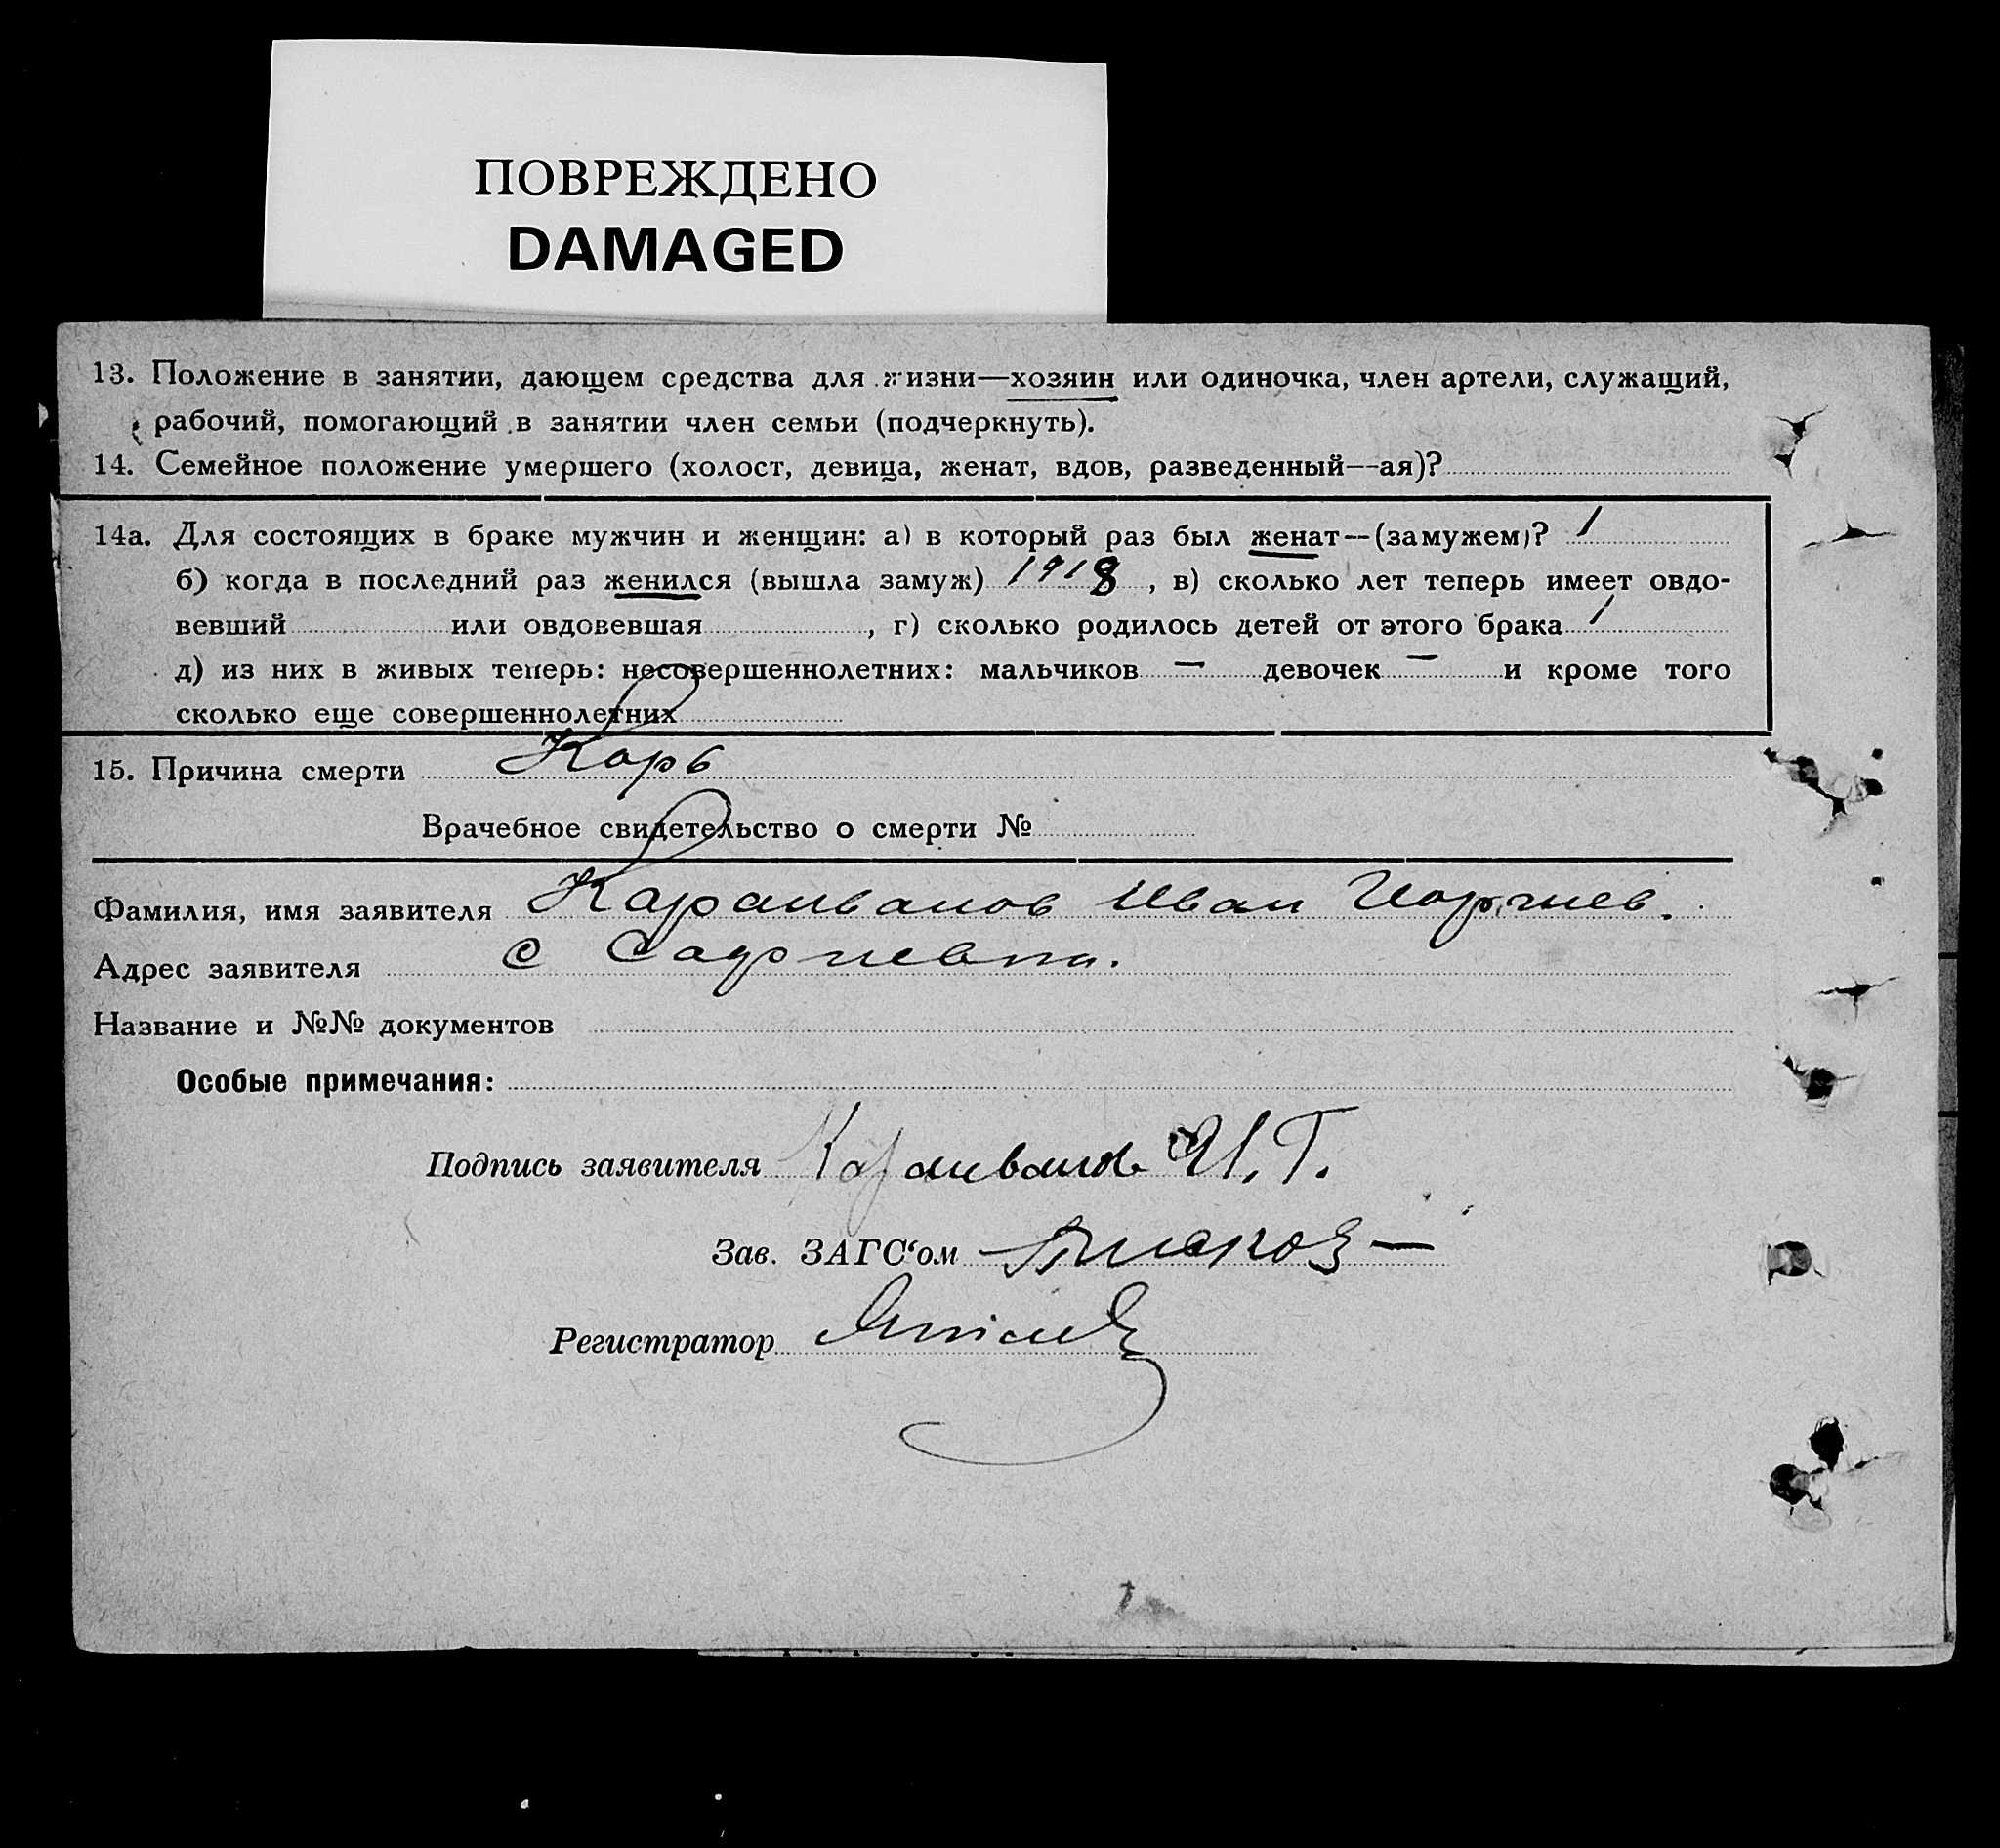 ПОВРЕЖДЕНО
DAMAGED
13. Положение в занятии, дающем средства для жизни—хозяин или одиночка, член артели, служащий,
рабочий, помогающий в занятии член семьи (подчеркнуть).
14. Семейное положение умершего (холост, девица, женат, вдов, разведенный—ая)?
14а. Для состоящих в браке мужчин и женщин: а) в который раз был женат—(замужем)? 1
б) когда в последний раз женился (вышла замуж) 1918, в) сколько лет теперь имеет овдо-
вевший или овдовевшая, г) сколько родилось детей от этого брака 1
д) из них в живых теперь: несовершеннолетних: мальчиков — девочек — и кроме того
сколько еще совершеннолетних
15. Причина смерти Корь
Врачебное свидетельство о смерти №
Фамилия, имя заявителя Караиванов Иван Георгиев.
Адрес заявителя с
Название и №№ документов
Особые примечания:
Подпись заявителя Караиванов И. Г.
Зав. ЗАГС‘ом
Регистратор